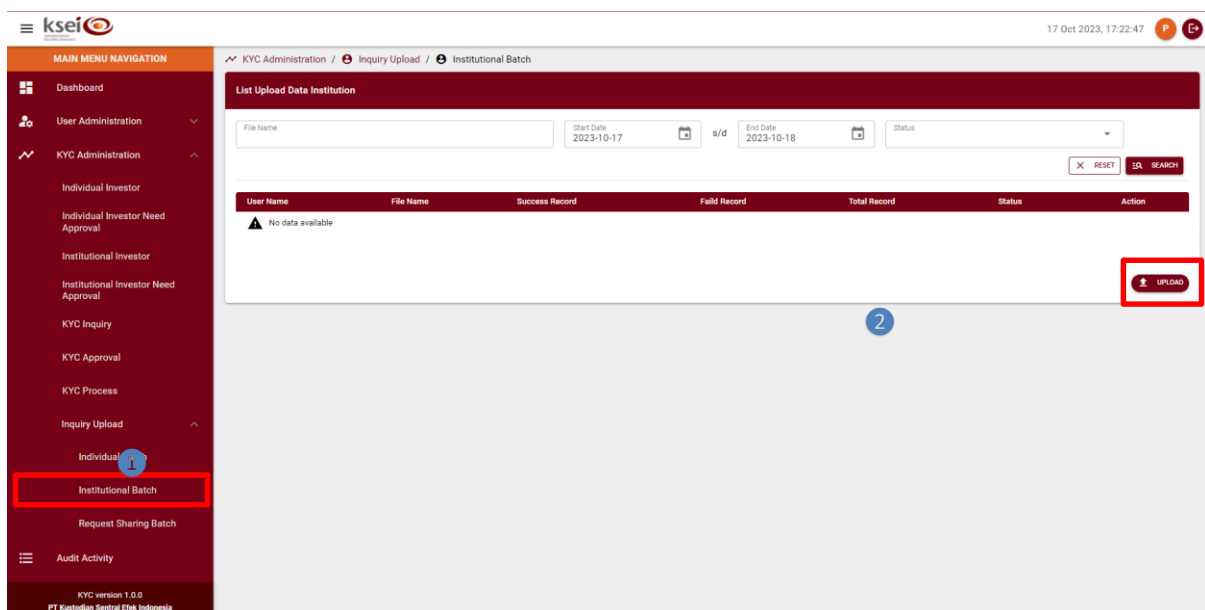 ksei
17 Oct 2023, 17:22:47
P
MAIN MENU NAVIGATION
KYC Administration / Inquiry Upload / Institutional Batch
Dashboard
User Administration
KYC Administration
Individual Investor
Individual Investor Need
Approval
Institutional Investor
Institutional Investor Need
Approval
KYC Inquiry
KYC Approval
KYC Process
Inquiry Upload
Individual
1
Institutional Batch
Request Sharing Batch
Audit Activity
KYC version 1.0.0
PT Kustodian Sentral Efek Indonesia
List Upload Data Institution
File Name
Start Date
2023-10-17
s/d
End Date
2023-10-18
Status
RESET
SEARCH
User Name File Name Success Record Faild Record Total Record Status Action
No data available
UPLOAD
2